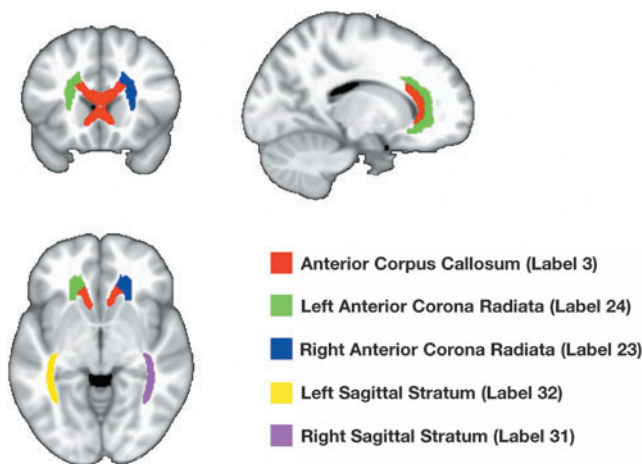 Anterior Corpus Callosum (Label 3)
Left Anterior Corona Radiata (Label 24)
Right Anterior Corona Radiata (Label 23)
Left Sagittal Stratum (Label 32)
Right Sagittal Stratum (Label 31)